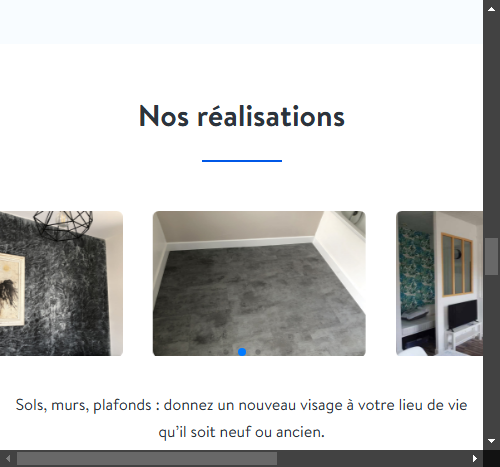 Nos réalisations
Sols, murs, plafonds : donnez un nouveau visage à votre lieu de vie
qu’il soit neuf ou ancien.